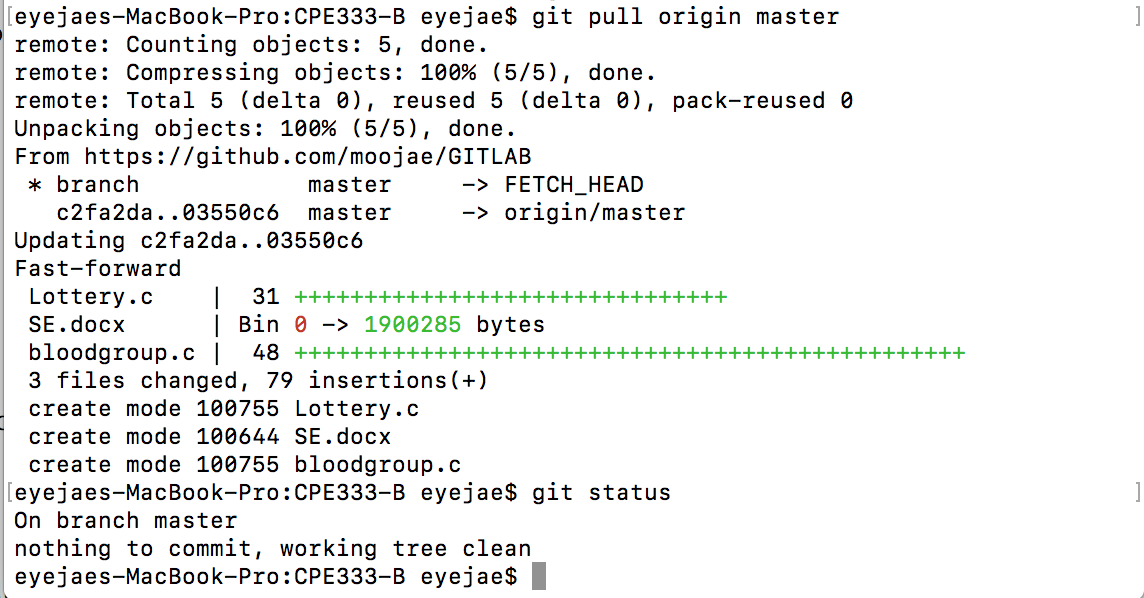 [eyejaes-MacBook-Pro:CPE333-B eyejae$ git pull origin master ]
remote: Counting objects: 5, done.
remote: Compressing objects: 100% (5/5), done.
remote: Total 5 (delta 0), reused 5 (delta 0), pack-reused 0
Unpacking objects: 100% (5/5), done.
From https://github.com/moojae/GITLAB
 * branch            master     -> FETCH_HEAD
   c2fa2da..03550c6  master     -> origin/master
Updating c2fa2da..03550c6
Fast-forward
 Lottery.c    |  31 +++++++++++++++++++++++++++++++
 SE.docx      | Bin 0 -> 1900285 bytes
 bloodgroup.c |  48 ++++++++++++++++++++++++++++++++++++++++++++++++
 3 files changed, 79 insertions(+)
 create mode 100755 Lottery.c
 create mode 100644 SE.docx
 create mode 100755 bloodgroup.c
[eyejaes-MacBook-Pro:CPE333-B eyejae$ git status ]
On branch master
nothing to commit, working tree clean
eyejaes-MacBook-Pro:CPE333-B eyejae$